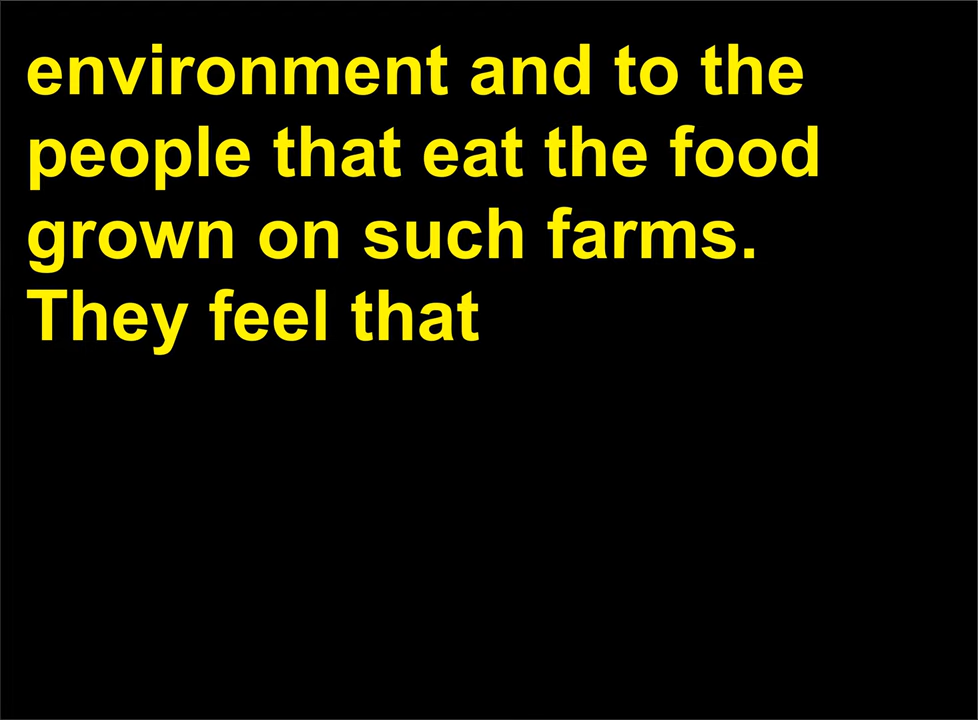 environment and to the
people that eat the food
grown on such farms.
They feel that